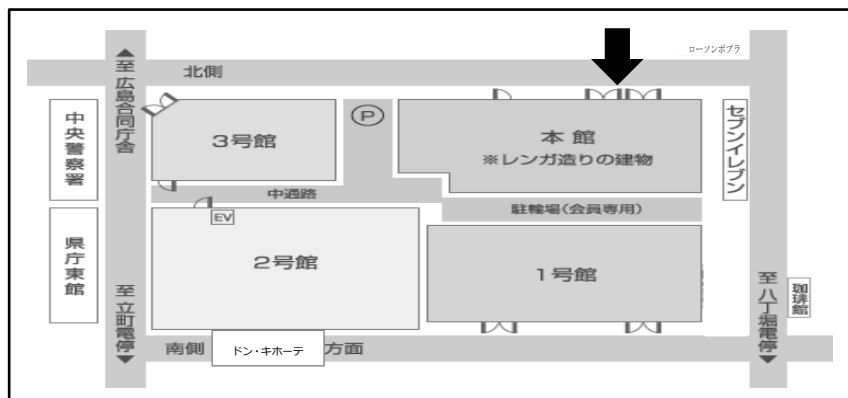 ローソンポプラ
北側
▲至広島合同庁舎
中央警察署
3号館
P
本館
※レンガ造りの建物
セブンイレブン
中通路
EV
駐輪場(会員専用)
県庁東館
2号館
1号館
至立町電停▼
至八丁堀電停▼
珈琲館
南側
ドン・キホーテ
方面